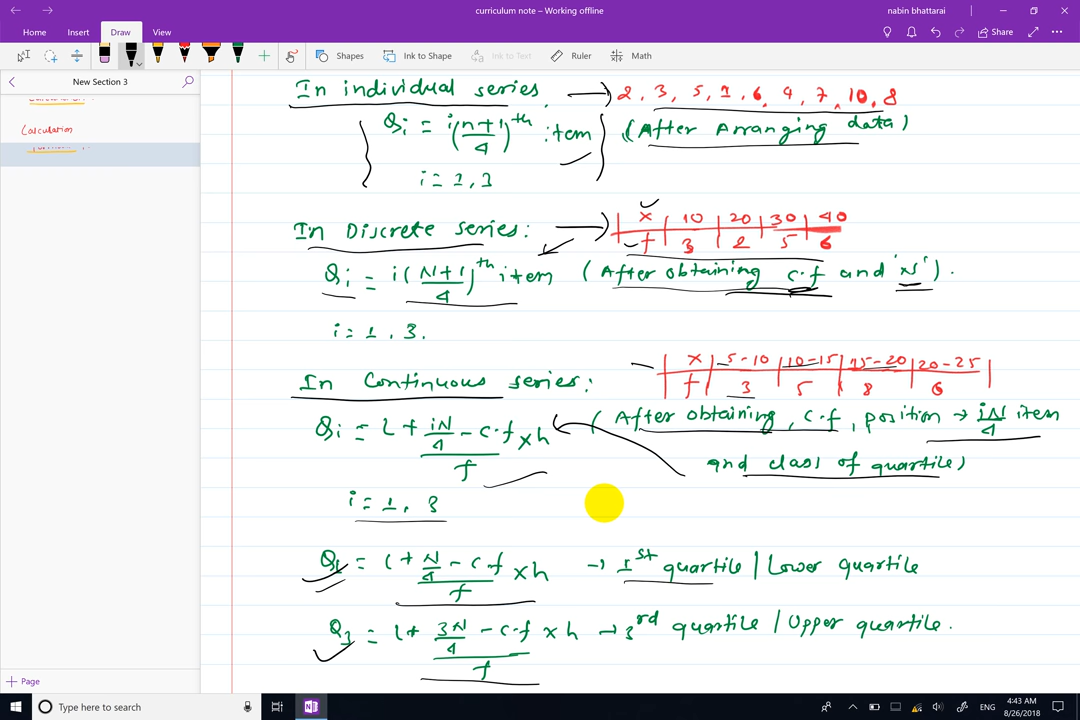 curriculum note – Working offline
nabin bhattarai
Home Insert Draw View
Share
Shapes Ink to Shape Ink to Text Ruler Math
New Section 3
Calculation
In individual series → 2, 3, 5, 1, 6, 4, 7, 10, 8
Qi = i(n+1/4)th item (After Arranging data)
i = 1, 3
In Discrete series: → | x | 10 | 20 | 30 | 40
f | 3 | 2 | 5 | 6
Qi = i(N+1/4)th item (After obtaining c.f and 'N').
i = 1, 3.
In Continuous series: | x | 5-10 | 10-15 | 15-20 | 20-25 |
f | 3 | 5 | 8 | 6 |
Qi = l + iN/4 - c.f / f × h (After obtaining, c.f, position → iN/4 item
and class of quartile)
i = 1, 3
Q1 = l + N/4 - c.f / f × h → 1st quartile / Lower quartile
Q3 = l + 3N/4 - c.f / f × h → 3rd quartile / Upper quartile.
+ Page
Type here to search
ENG
4:43 AM
8/26/2018